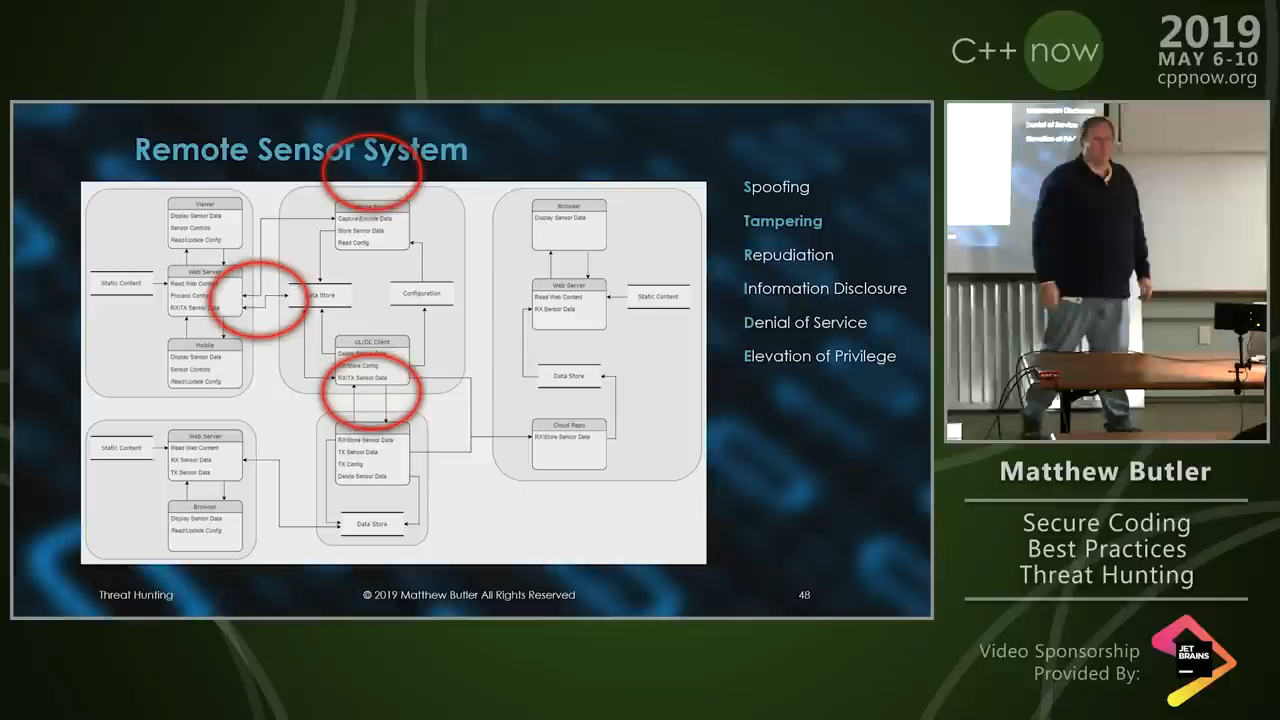 C++ now
2019
MAY 6-10
cppnow.org
Remote Sensor System
Viewer
Display Sensor Data
Sensor Controls
Read/Update Config
Static Content
Web Server
Read Web Content
Process Config
RX/TX Sensor Data
Mobile
Display Sensor Data
Sensor Controls
Read/Update Config
Capture\Encode Data
Store Sensor Data
Read Config
Data Store
Configuration
UL/DL Client
RX/TX Sensor Data
RX\Store Sensor Data
TX Sensor Data
TX Config
Delete Sensor Data
Data Store
Static Content
Web Server
Read Web Content
RX Sensor Data
TX Sensor Data
Browser
Display Sensor Data
Read/Update Config
Browser
Display Sensor Data
Web Server
Read Web Content
RX Sensor Data
Static Content
Data Store
Cloud Repo
RX\Store Sensor Data
Spoofing
Tampering
Repudiation
Information Disclosure
Denial of Service
Elevation of Privilege
Threat Hunting
© 2019 Matthew Butler All Rights Reserved
48
Denial of Service
Matthew Butler
Secure Coding
Best Practices
Threat Hunting
Video Sponsorship
Provided By:
JET
BRAINS